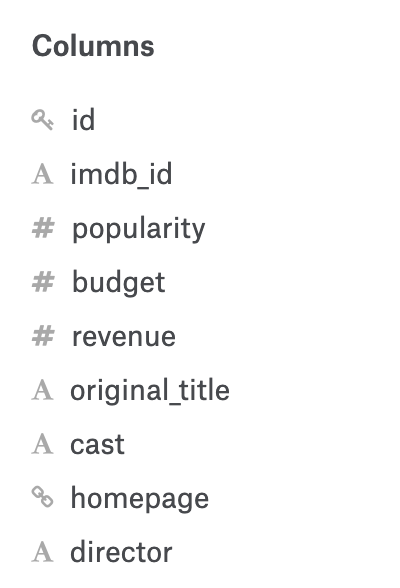 Columns
id
A imdb_id
# popularity
# budget
# revenue
A original_title
A cast
homepage
A director